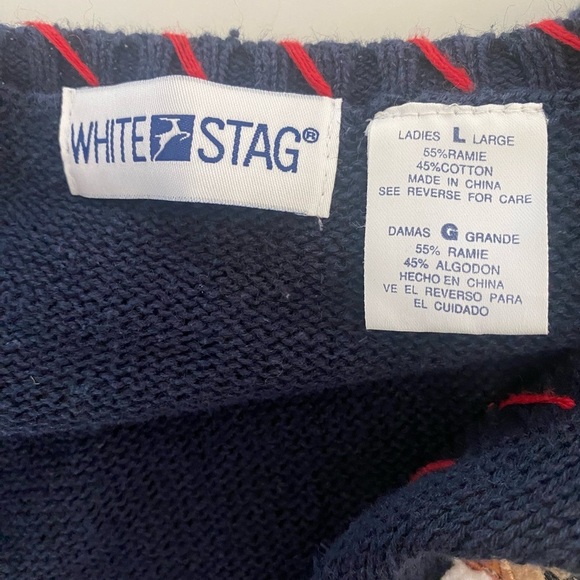 WHITE STAG®
LADIES L LARGE
55%RAMIE
45%COTTON
MADE IN CHINA
SEE REVERSE FOR CARE
DAMAS G GRANDE
55% RAMIE
45% ALGODON
HECHO EN CHINA
VE EL REVERSO PARA
EL CUIDADO